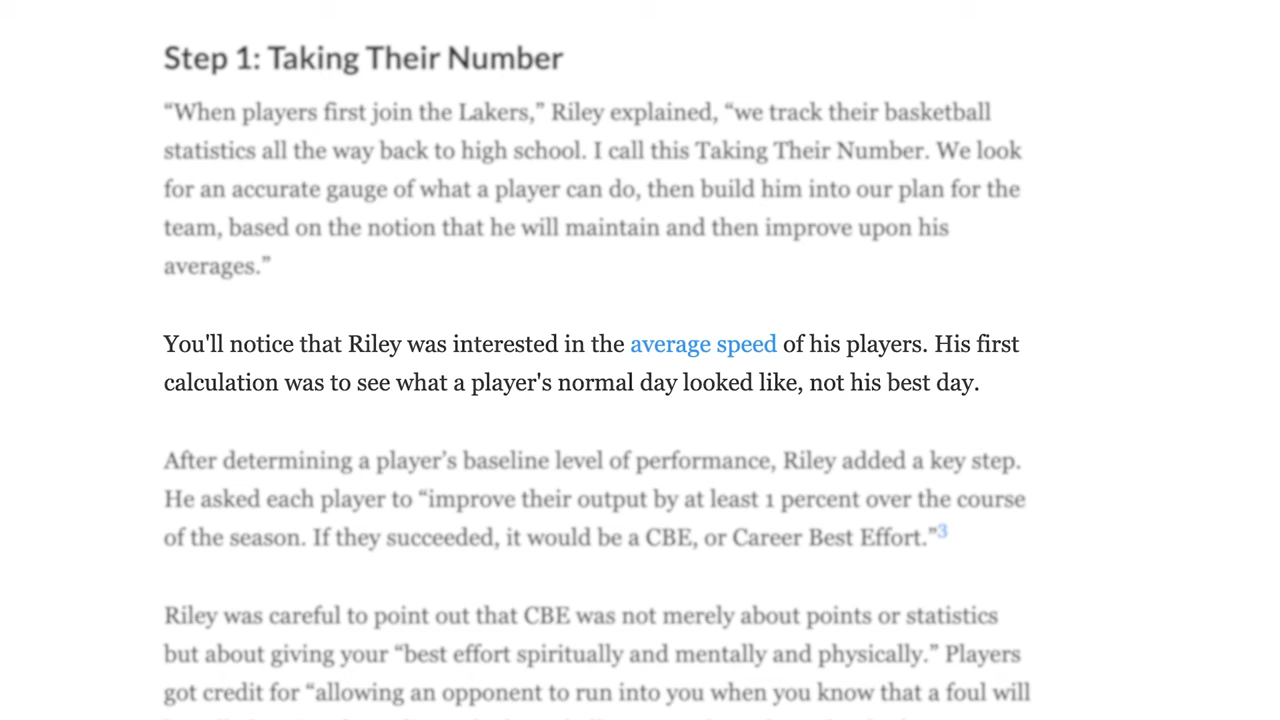 Step 1: Taking Their Number
“When players first join the Lakers,” Riley explained, “we track their basketball
statistics all the way back to high school. I call this Taking Their Number. We look
for an accurate gauge of what a player can do, then build him into our plan for the
team, based on the notion that he will maintain and then improve upon his
averages.”
You'll notice that Riley was interested in the average speed of his players. His first
calculation was to see what a player's normal day looked like, not his best day.
After determining a player’s baseline level of performance, Riley added a key step.
He asked each player to “improve their output by at least 1 percent over the course
of the season. If they succeeded, it would be a CBE, or Career Best Effort.”3
Riley was careful to point out that CBE was not merely about points or statistics
but about giving your “best effort spiritually and mentally and physically.” Players
got credit for “allowing an opponent to run into you when you know that a foul will